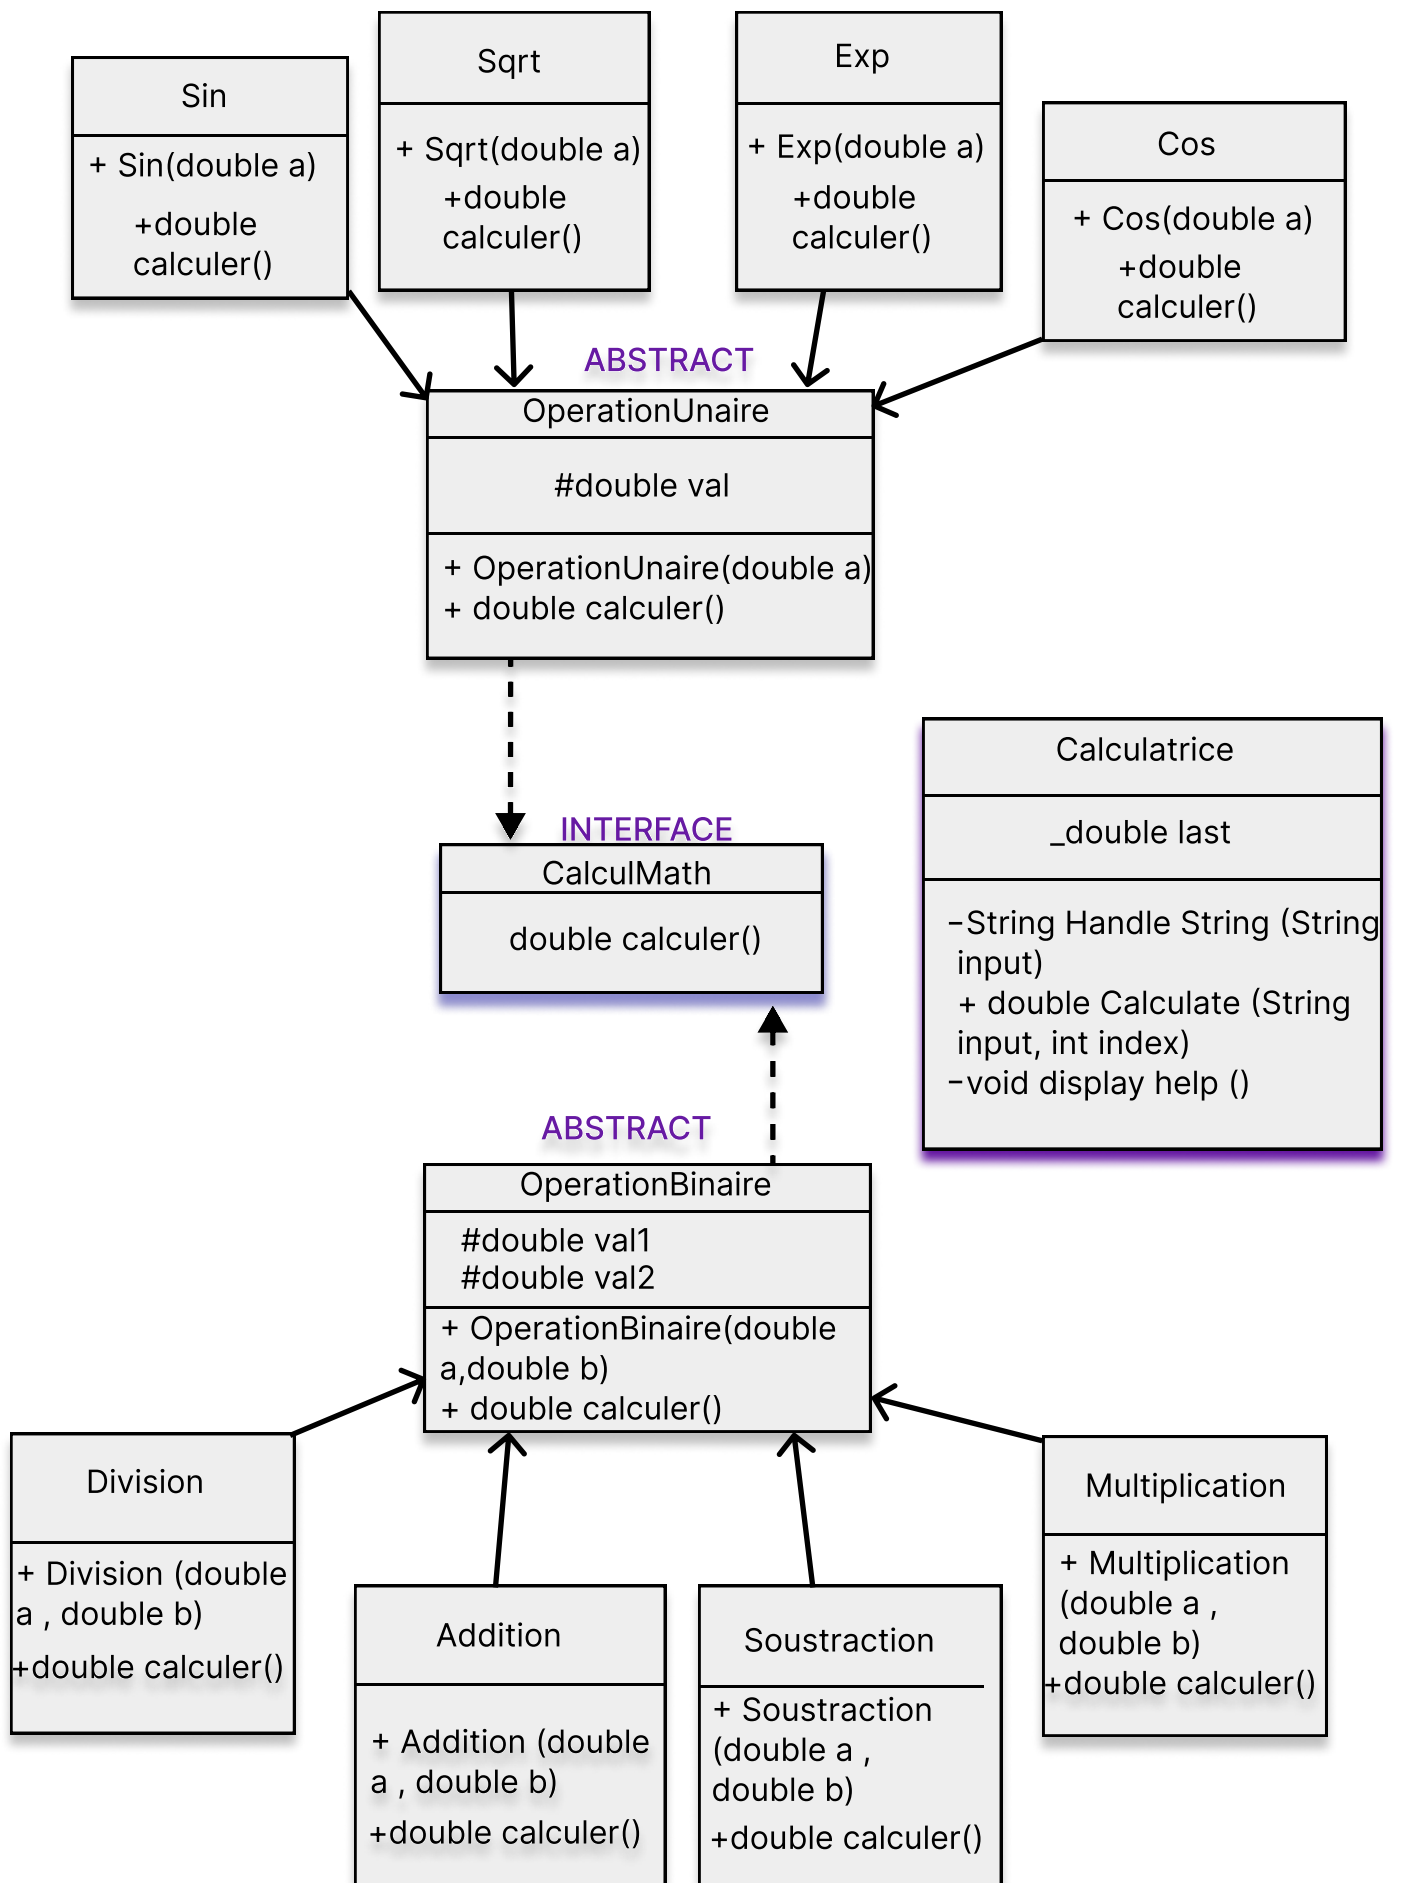 Sin
+ Sin(double a)
+double
calculer()
Sqrt
+ Sqrt(double a)
+double
calculer()
Exp
+ Exp(double a)
+double
calculer()
Cos
+ Cos(double a)
+double
calculer()
ABSTRACT
OperationUnaire
#double val
+ OperationUnaire(double a)
+ double calculer()
INTERFACE
CalculMath
double calculer()
Calculatrice
_double last
−String Handle String (String
input)
+ double Calculate (String
input, int index)
−void display help ()
ABSTRACT
OperationBinaire
#double val1
#double val2
+ OperationBinaire(double
a,double b)
+ double calculer()
Division
+ Division (double
a , double b)
+double calculer()
Addition
+ Addition (double
a , double b)
+double calculer()
Soustraction
+ Soustraction
(double a ,
double b)
+double calculer()
Multiplication
+ Multiplication
(double a ,
double b)
+double calculer()